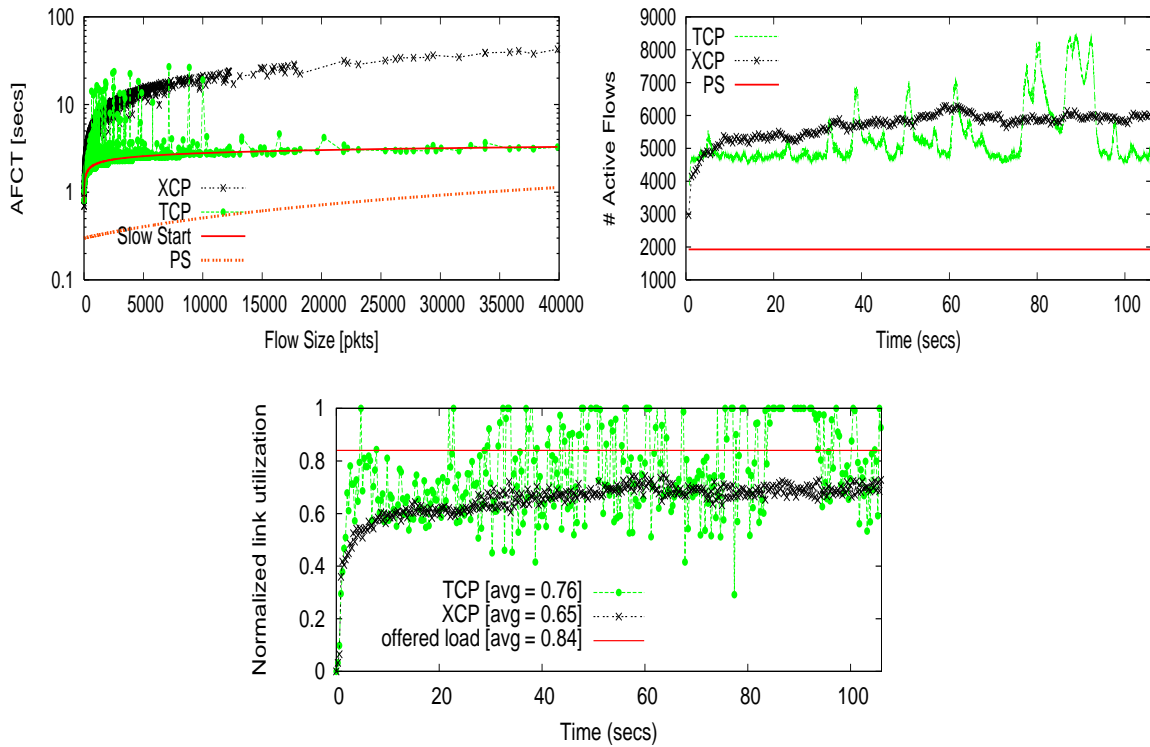 AFCT [secs]
100
10
1
0.1
XCP
TCP
Slow Start
PS
0 5000 10000 15000 20000 25000 30000 35000 40000
Flow Size [pkts]
# Active Flows
9000
8000
7000
6000
5000
4000
3000
2000
1000
TCP
XCP
PS
0 20 40 60 80 100
Time (secs)
Normalized link utilization
1
0.8
0.6
0.4
0.2
0
TCP [avg = 0.76]
XCP [avg = 0.65]
offered load [avg = 0.84]
0 20 40 60 80 100
Time (secs)